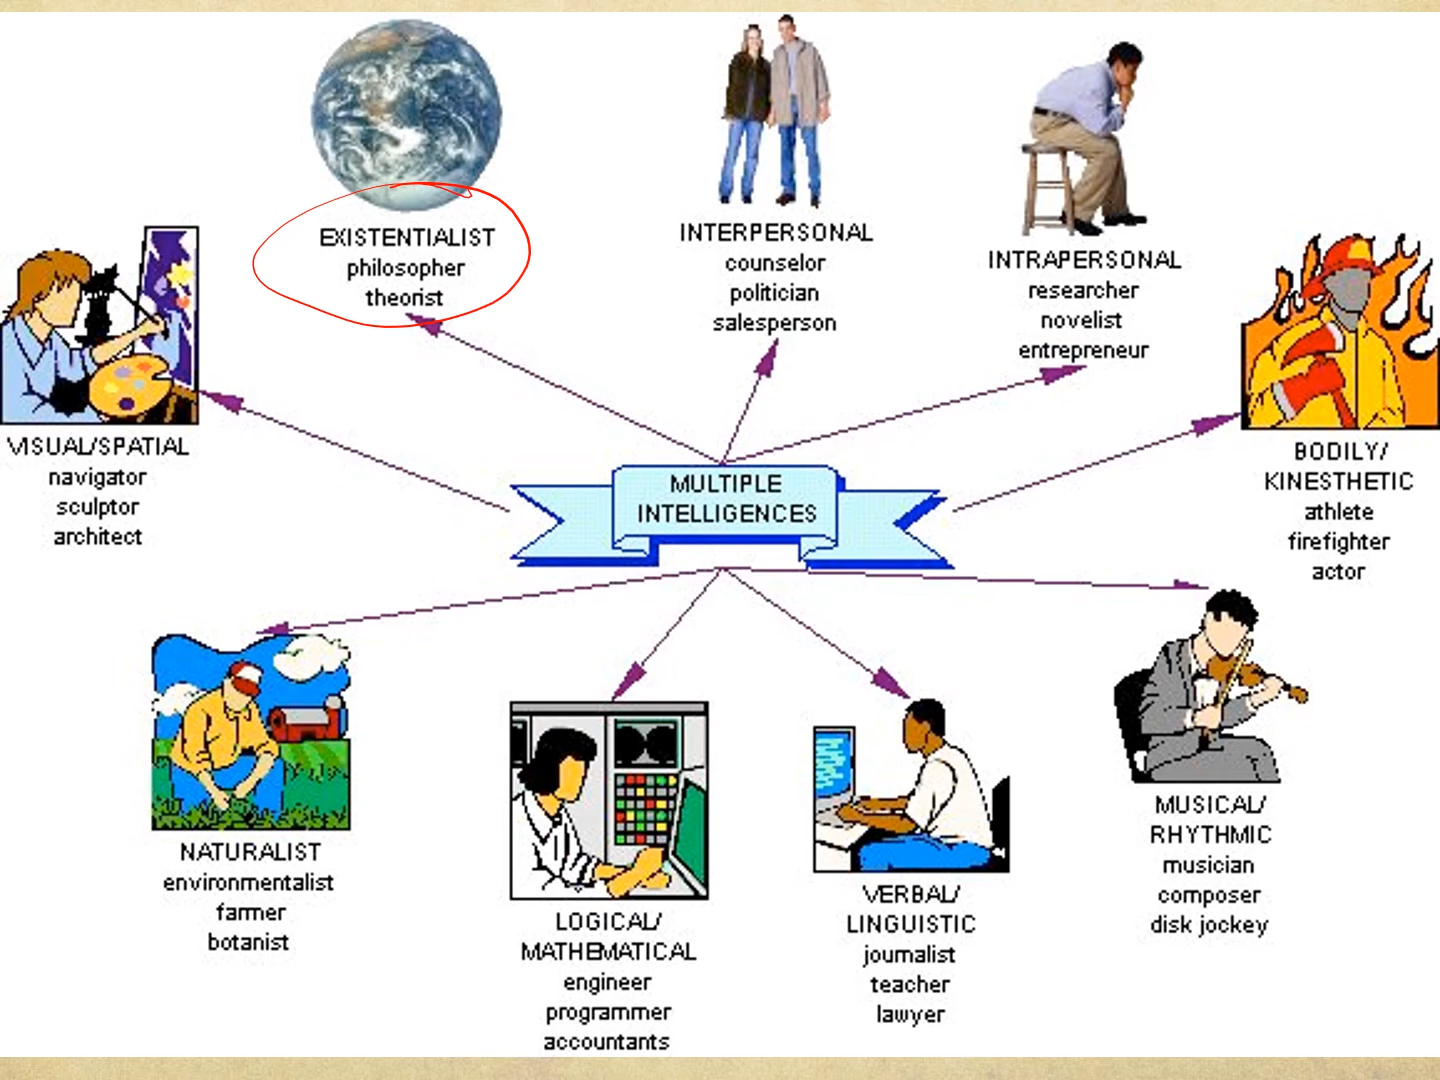 EXISTENTIALIST
philosopher
theorist
INTERPERSONAL
counselor
politician
salesperson
INTRAPERSONAL
researcher
novelist
entrepreneur
VISUAL/SPATIAL
navigator
sculptor
architect
MULTIPLE
INTELLIGENCES
BODILY/
KINESTHETIC
athlete
firefighter
actor
NATURALIST
environmentalist
farmer
botanist
LOGICAL/
MATHEMATICAL
engineer
programmer
accountants
VERBAL/
LINGUISTIC
journalist
teacher
lawyer
MUSICAL/
RHYTHMIC
musician
composer
disk jockey